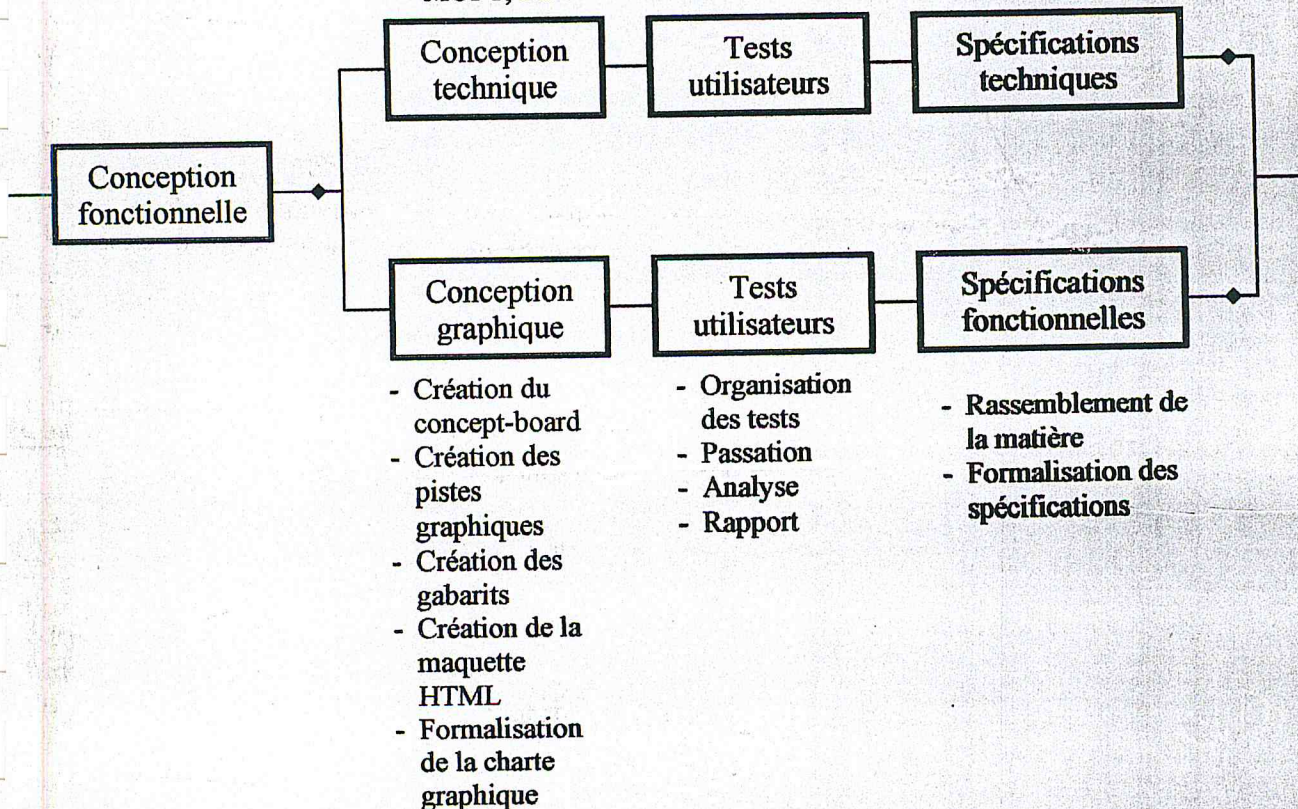 Conception
technique
Tests
utilisateurs
Spécifications
techniques
Conception
fonctionnelle
Conception
graphique
Tests
utilisateurs
Spécifications
fonctionnelles
- Création du
concept-board
- Création des
pistes
graphiques
- Création des
gabarits
- Création de la
maquette
HTML
- Formalisation
de la charte
graphique
- Organisation
des tests
- Passation
- Analyse
- Rapport
- Rassemblement de
la matière
- Formalisation des
spécifications